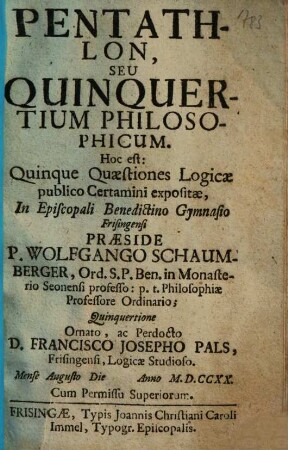 PENTATH-
LON,
SEU
QUINQUER-
TIUM PHILOSO-
PHICUM.
Hoc est:
Quinque Quæstiones Logicæ
publico Certamini expositæ,
In Episcopali Benedictino Gymnasio
Frisingensi
PRÆSIDE
P. WOLFGANGO SCHAUM-
BERGER, Ord. S. P. Ben. in Monaste-
rio Seonensi professo: p. t. Philosophiæ
Professore Ordinario;
Quinquertione
Ornato, ac Perdocto
D. FRANCISCO JOSEPHO PALS,
Frisingensi, Logicæ Studioso.
Mense Augusto Die Anno M.D.CCXX.
Cum Permissu Superiorum.
FRISINGÆ, Typis Joannis Christiani Caroli
Immel, Typogr. Episcopalis.